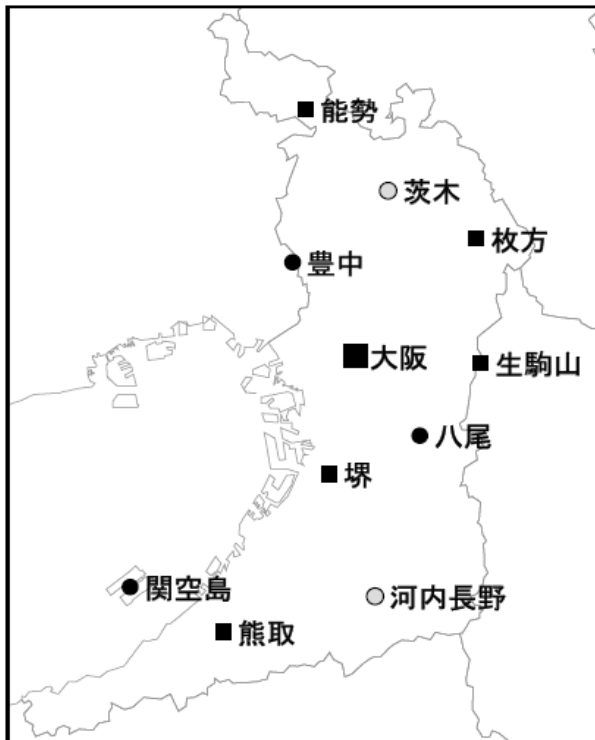 能勢
茨木
枚方
豊中
大阪
生駒山
八尾
堺
関空島
河内長野
熊取